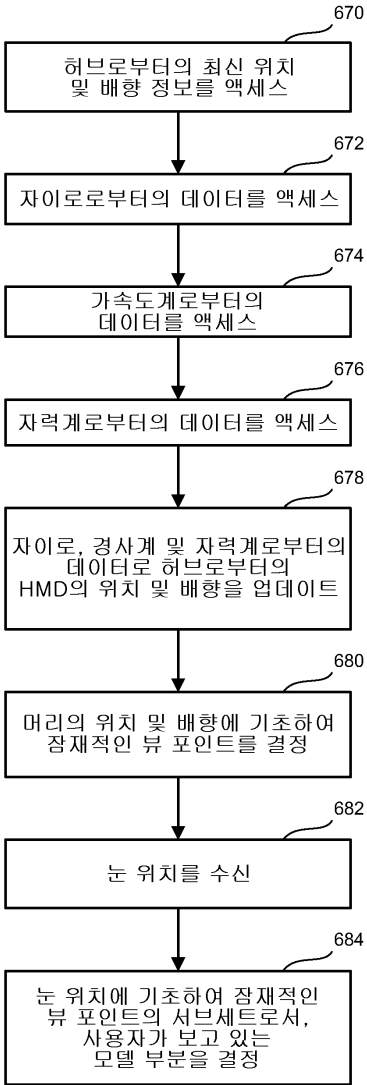 670
허브로부터의 최신 위치
및 배향 정보를 액세스
672
자이로로부터의 데이터를 액세스
674
가속도계로부터의
데이터를 액세스
676
자력계로부터의 데이터를 액세스
678
자이로, 경사계 및 자력계로부터의
데이터로 허브로부터의
HMD의 위치 및 배향을 업데이트
680
머리의 위치 및 배향에 기초하여
잠재적인 뷰 포인트를 결정
682
눈 위치를 수신
684
눈 위치에 기초하여 잠재적인
뷰 포인트의 서브세트로서,
사용자가 보고 있는
모델 부분을 결정